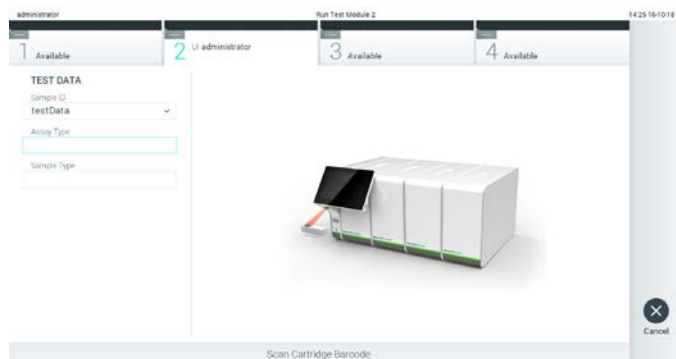 administrator
Run Test Module 2
14:25 16-10-18
1 Available
2 UI administrator
3 Available
4 Available
TEST DATA
Sample ID
testData
Assay Type
Sample Type
Cancel
Scan Cartridge Barcode